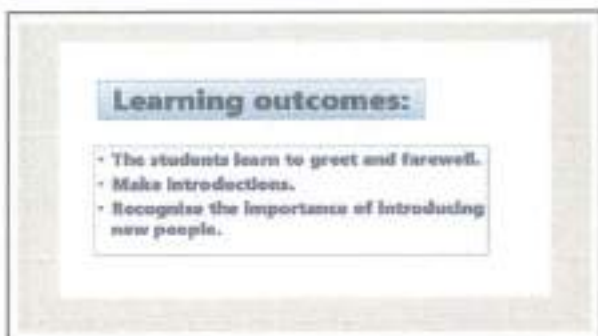 Learning outcomes:
• The students learn to greet and farewell.
• Make introductions.
• Recognise the importance of introducing
new people.